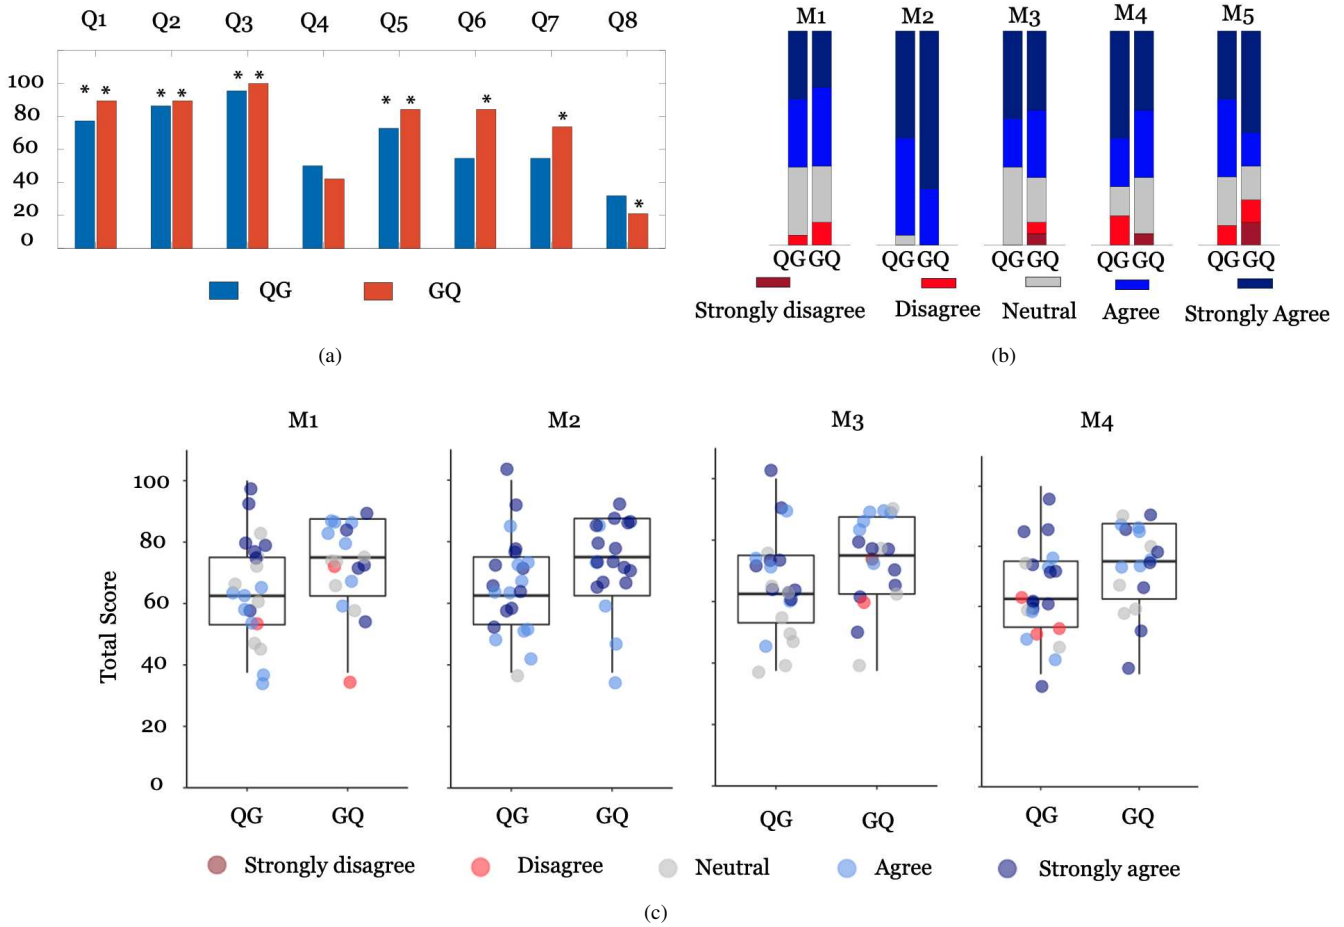 Q1 Q2 Q3 Q4 Q5 Q6 Q7 Q8
100
80
60
40
20
0
* * * * * * * * * * *
QG GQ
(a)
M1 M2 M3 M4 M5
QG GQ QG GQ QG GQ QG GQ QG GQ
Strongly disagree Disagree Neutral Agree Strongly Agree
(b)
M1 M2 M3 M4
Total Score
100
80
60
40
20
0
QG GQ QG GQ QG GQ QG GQ
Strongly disagree Disagree Neutral Agree Strongly agree
(c)